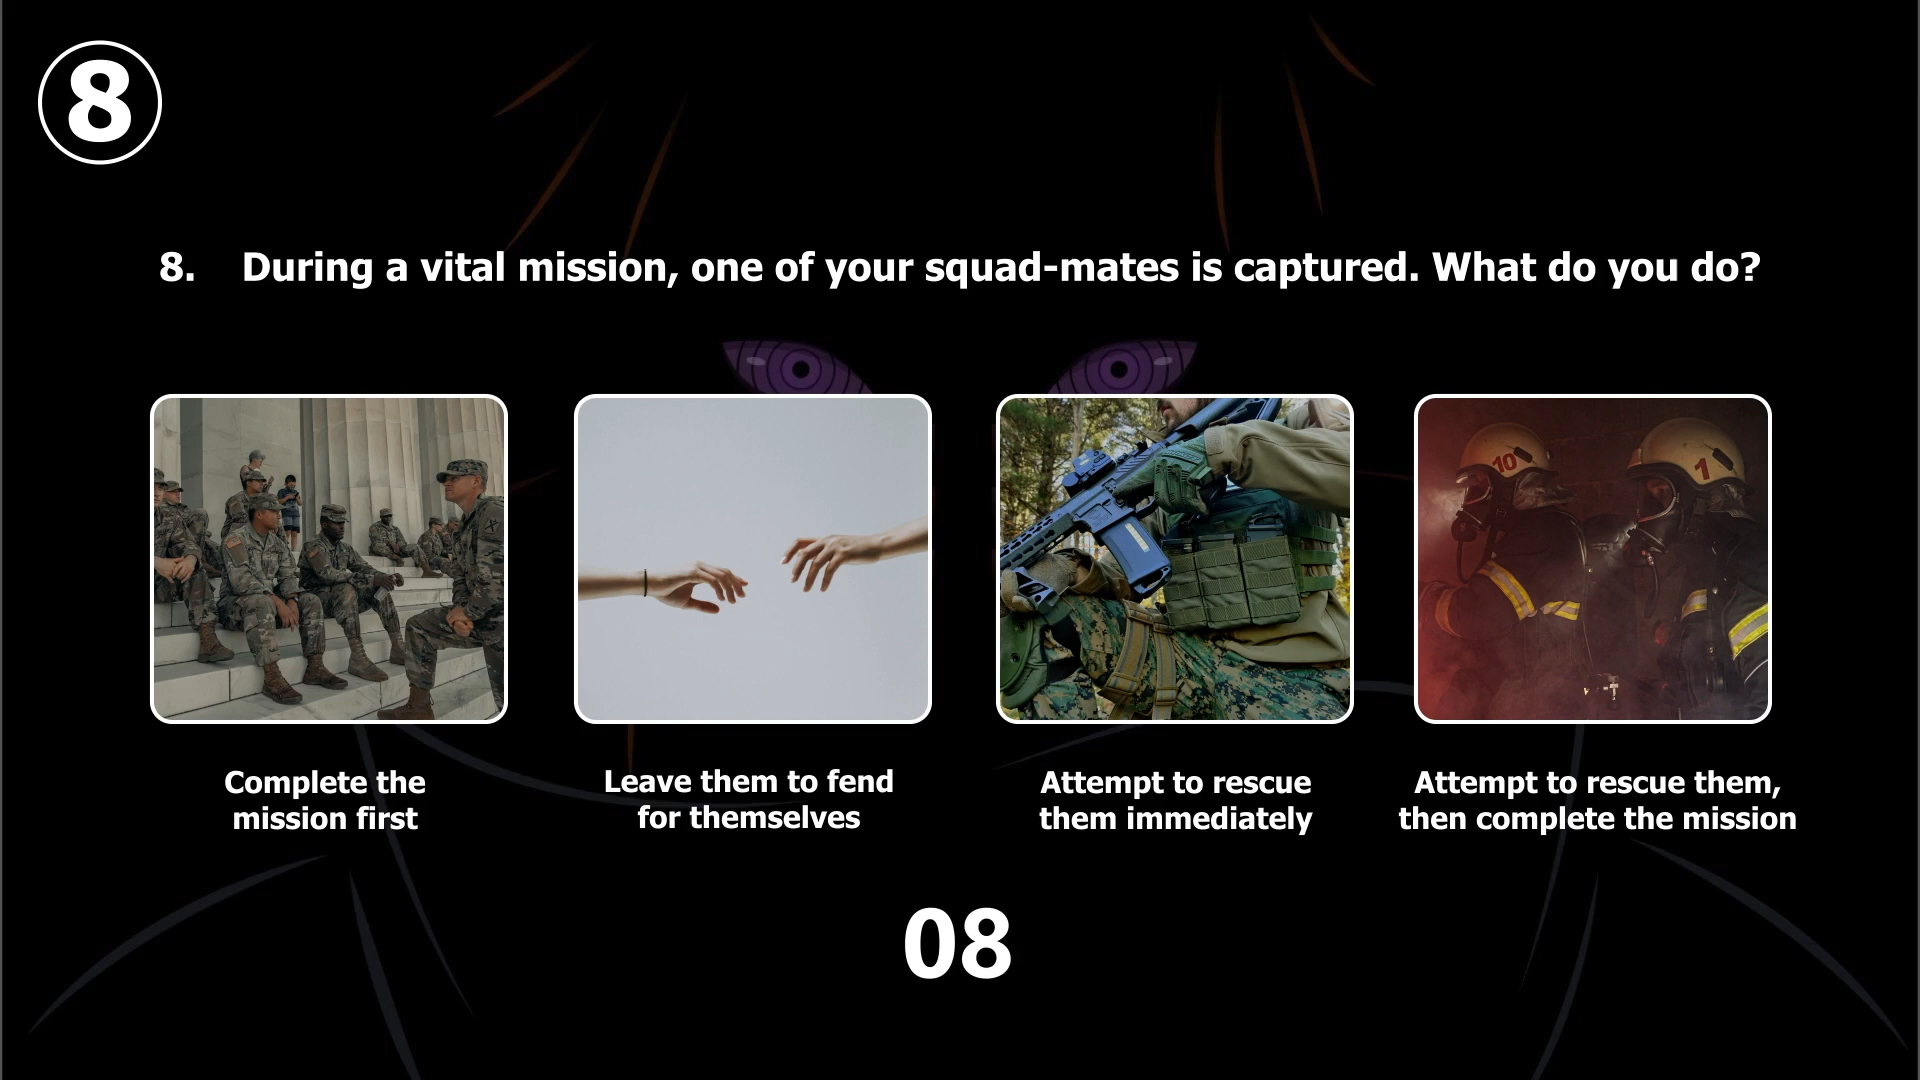 8
8. During a vital mission, one of your squad-mates is captured. What do you do?
10
1
Complete the
mission first
Leave them to fend
for themselves
Attempt to rescue
them immediately
Attempt to rescue them,
then complete the mission
08